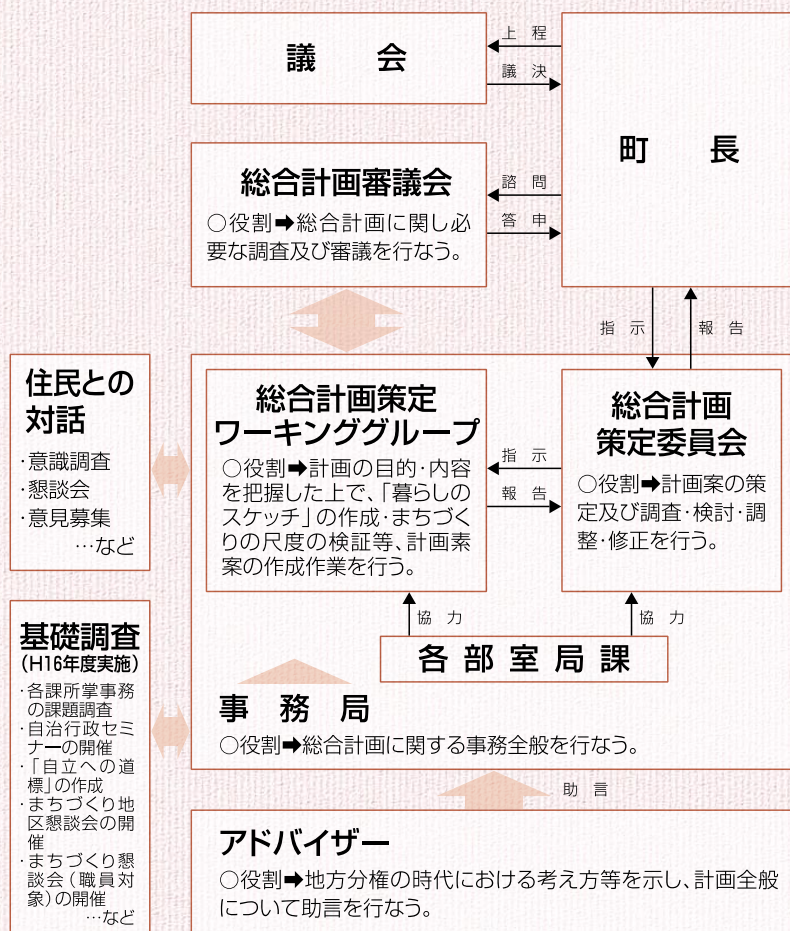 議　会
上　程
議　決
町　長
総合計画審議会
○役割➡総合計画に関し必
要な調査及び審議を行なう。
諮　問
答　申
指　示
報　告
住民との
対話
・意識調査
・懇談会
・意見募集
…など
総合計画策定
ワーキンググループ
○役割➡計画の目的・内容
を把握した上で、「暮らしの
スケッチ」の作成・まちづく
りの尺度の検証等、計画素
案の作成作業を行う。
指　示
報　告
総合計画
策定委員会
○役割➡計画案の策
定及び調査・検討・調
整・修正を行う。
協　力
協　力
各部室局課
事　務　局
○役割➡総合計画に関する事務全般を行なう。
基礎調査
（H16年度実施）
・各課所掌事務
の課題調査
・自治行政セミ
ナーの開催
・「自立への道
標」の作成
・まちづくり地
区懇談会の開
催
・まちづくり懇
談会（職員対
象）の開催
…など
助　言
アドバイザー
○役割➡地方分権の時代における考え方等を示し、計画全般
について助言を行なう。